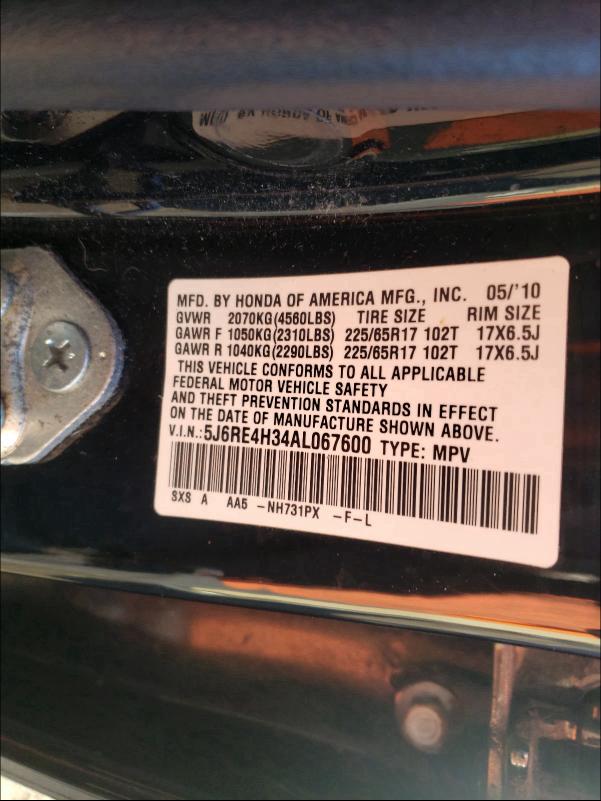 MFD. BY HONDA OF AMERICA MFG., INC. 05/'10
GVWR 2070KG(4560LBS) TIRE SIZE RIM SIZE
GAWR F 1050KG(2310LBS) 225/65R17 102T 17X6.5J
GAWR R 1040KG(2290LBS) 225/65R17 102T 17X6.5J
THIS VEHICLE CONFORMS TO ALL APPLICABLE
FEDERAL MOTOR VEHICLE SAFETY
AND THEFT PREVENTION STANDARDS IN EFFECT
ON THE DATE OF MANUFACTURE SHOWN ABOVE.
V.I.N.:5J6RE4H34AL067600 TYPE: MPV
SXS A AA5 -NH731PX -F-L